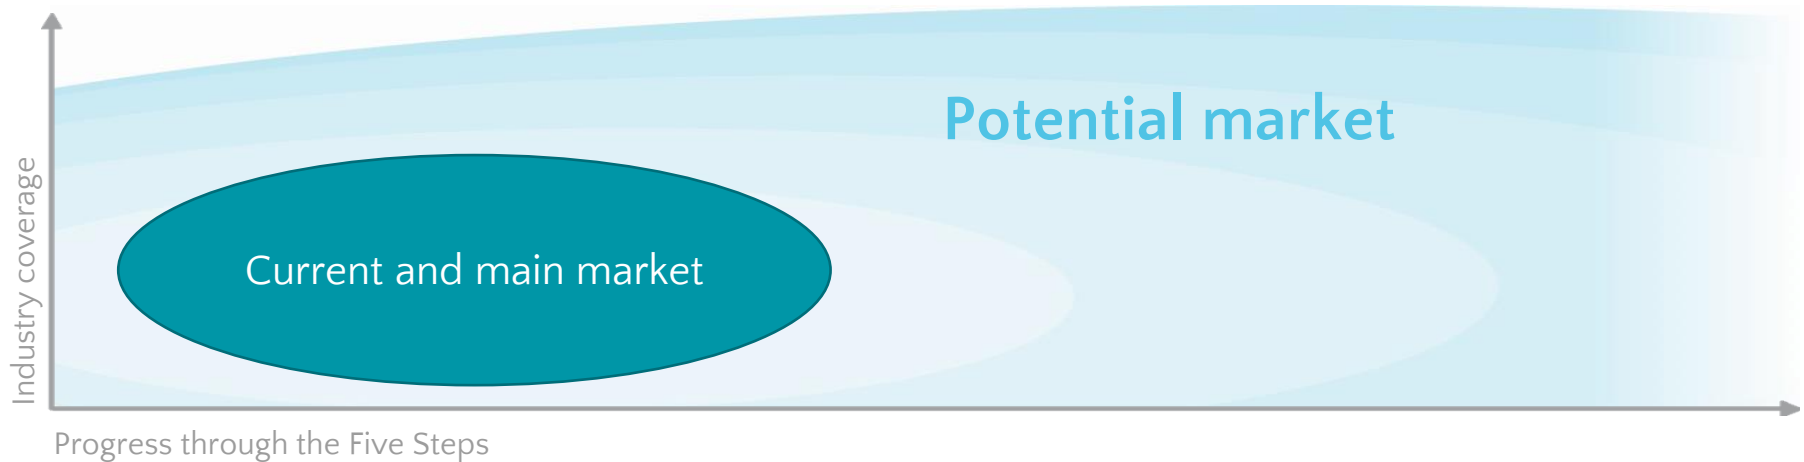 Potential market
Current and main market
Industry coverage
Progress through the Five Steps